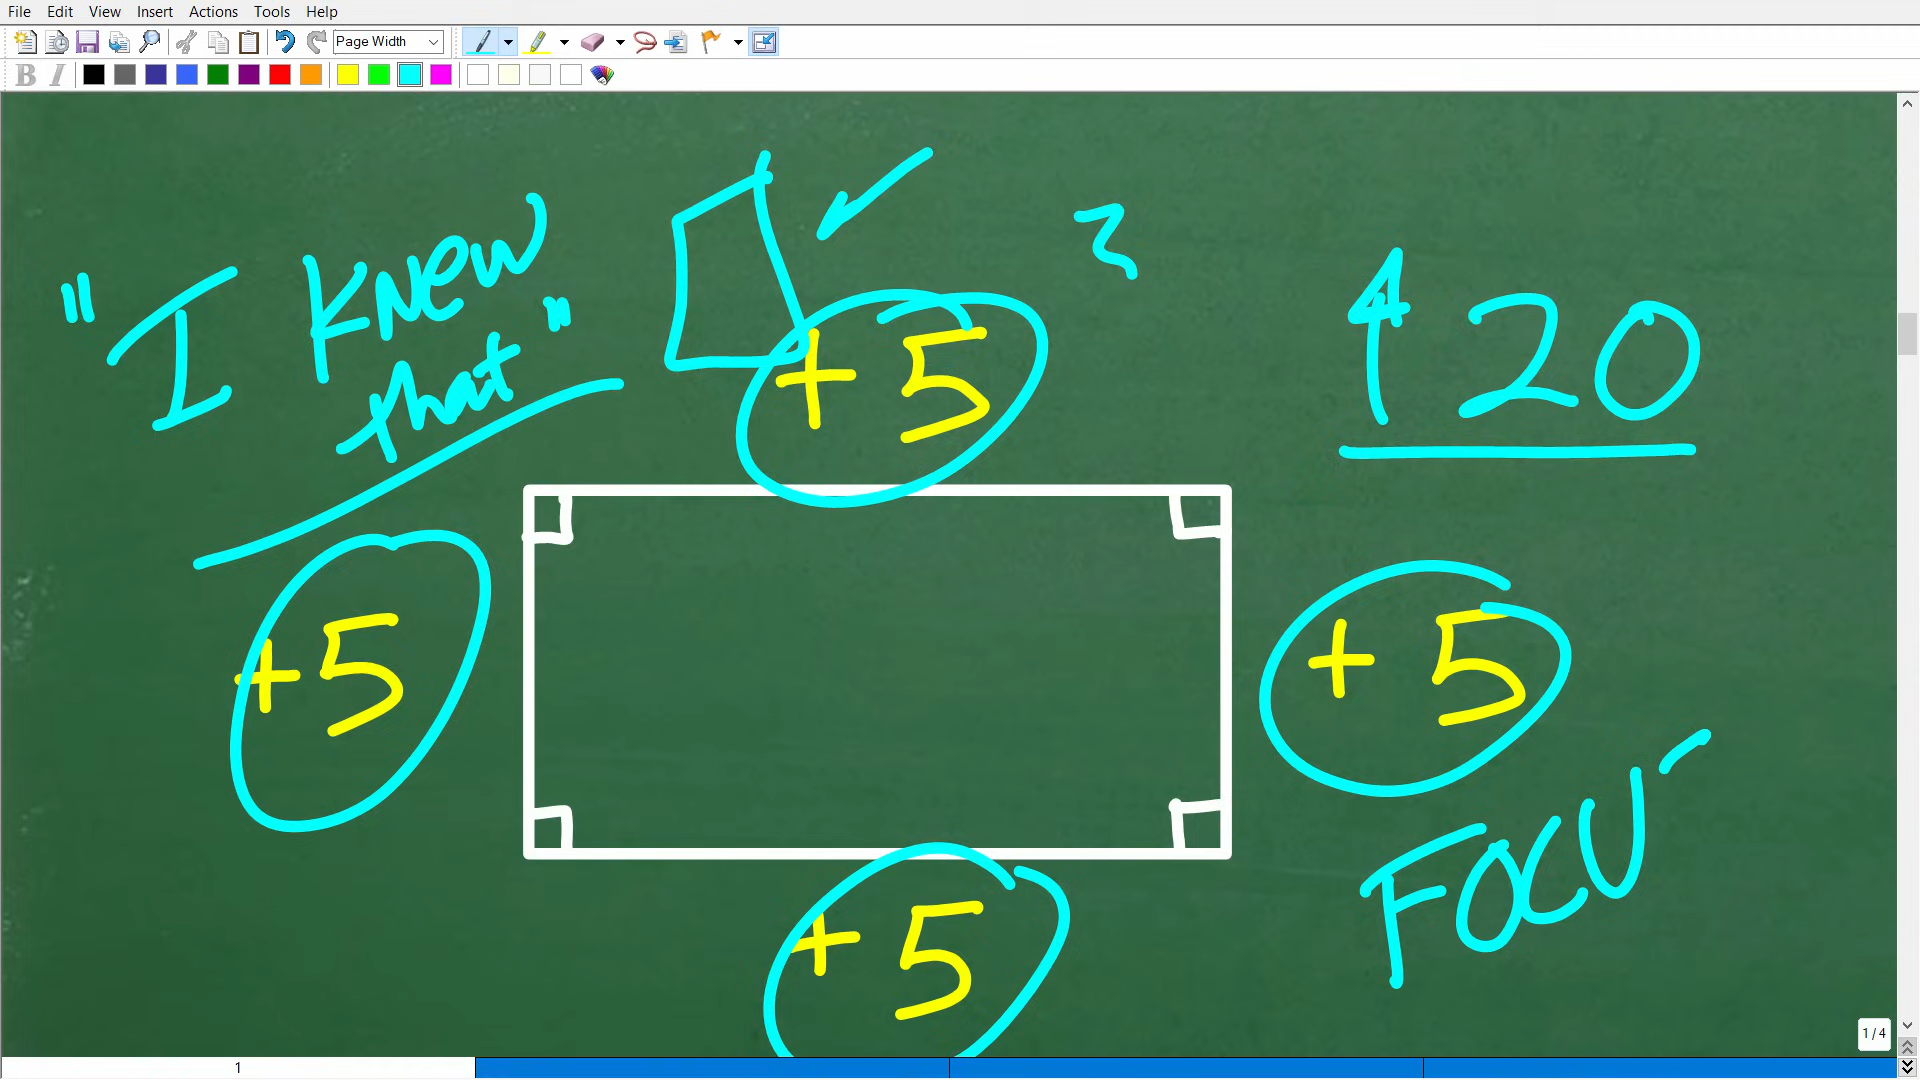 File Edit View Insert Actions Tools Help
Page Width
B I
"I KNEW
that"
+5
20
+5
+5
FOCU
+5
1 / 4
1